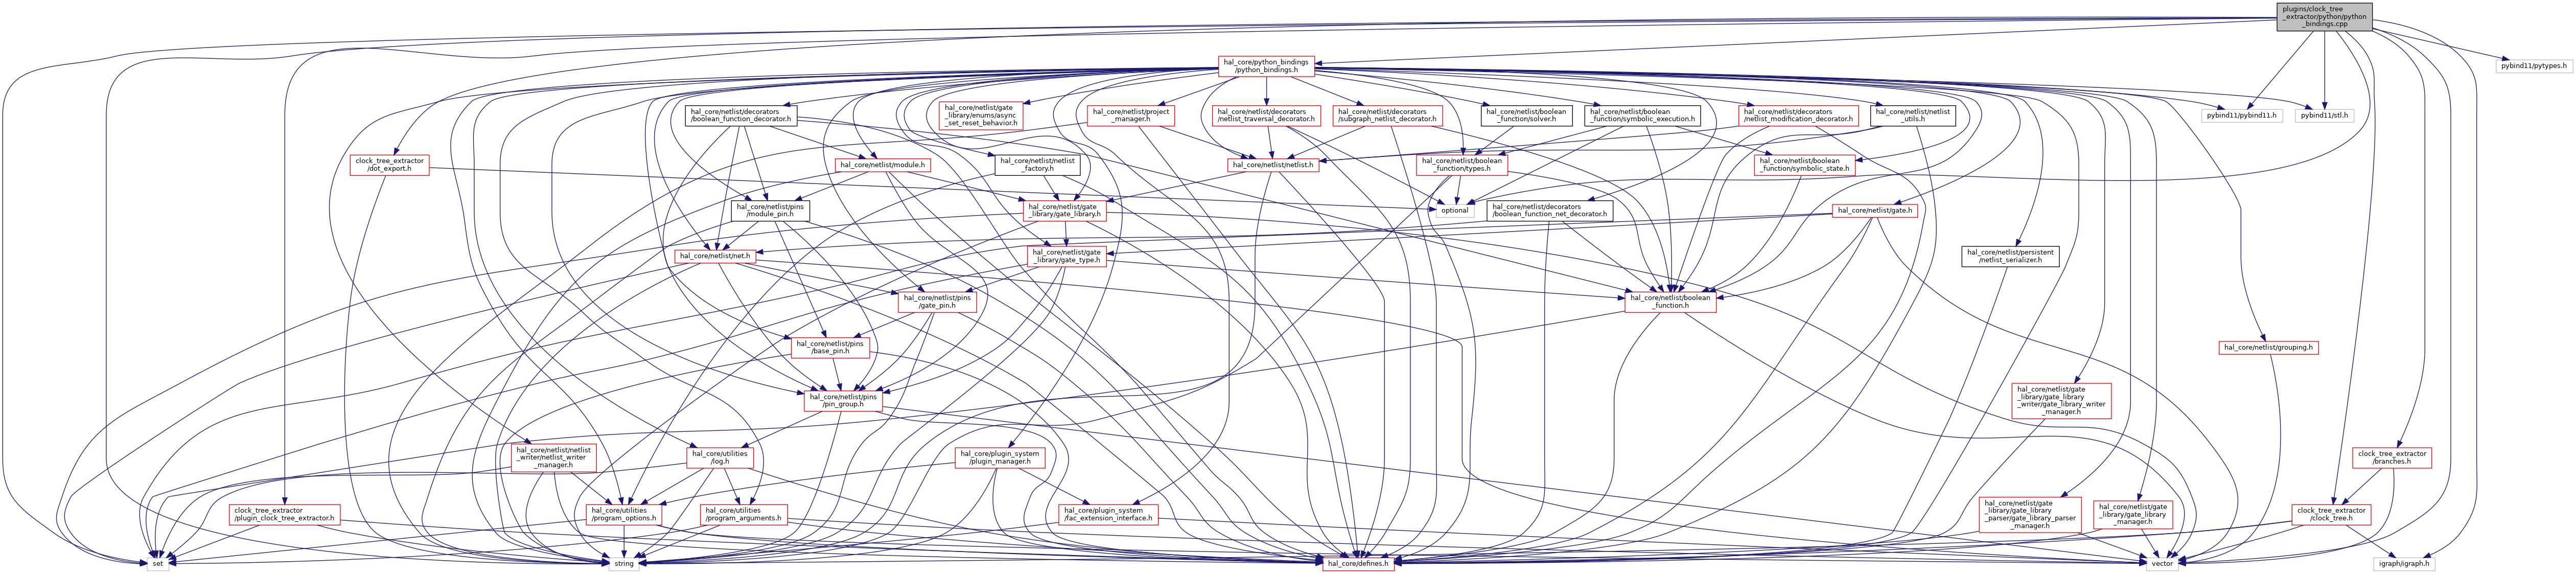 plugins/clock_tree
_extractor/python/python
_bindings.cpp
hal_core/python_bindings
/python_bindings.h
pybind11/pytypes.h
hal_core/netlist/decorators
/boolean_function_decorator.h
hal_core/netlist/gate
_library/enums/async
_set_reset_behavior.h
hal_core/netlist/project
_manager.h
hal_core/netlist/decorators
/netlist_traversal_decorator.h
hal_core/netlist/decorators
/subgraph_netlist_decorator.h
hal_core/netlist/boolean
_function/solver.h
hal_core/netlist/boolean
_function/symbolic_execution.h
hal_core/netlist/decorators
/netlist_modification_decorator.h
hal_core/netlist/netlist
_utils.h
pybind11/pybind11.h
pybind11/stl.h
clock_tree_extractor
/dot_export.h
hal_core/netlist/module.h
hal_core/netlist/netlist
_factory.h
hal_core/netlist/netlist.h
hal_core/netlist/boolean
_function/types.h
hal_core/netlist/boolean
_function/symbolic_state.h
hal_core/netlist/pins
/module_pin.h
hal_core/netlist/gate
_library/gate_library.h
optional
hal_core/netlist/decorators
/boolean_function_net_decorator.h
hal_core/netlist/gate.h
hal_core/netlist/net.h
hal_core/netlist/gate
_library/gate_type.h
hal_core/netlist/persistent
/netlist_serializer.h
hal_core/netlist/pins
/gate_pin.h
hal_core/netlist/boolean
_function.h
hal_core/netlist/pins
/base_pin.h
hal_core/netlist/grouping.h
hal_core/netlist/pins
/pin_group.h
hal_core/netlist/gate
_library/gate_library
_writer/gate_library_writer
_manager.h
hal_core/netlist/netlist
_writer/netlist_writer
_manager.h
hal_core/utilities
/log.h
hal_core/plugin_system
/plugin_manager.h
clock_tree_extractor
/branches.h
clock_tree_extractor
/plugin_clock_tree_extractor.h
hal_core/utilities
/program_options.h
hal_core/utilities
/program_arguments.h
hal_core/plugin_system
/fac_extension_interface.h
hal_core/netlist/gate
_library/gate_library
_parser/gate_library_parser
_manager.h
hal_core/netlist/gate
_library/gate_library
_manager.h
clock_tree_extractor
/clock_tree.h
set
string
hal_core/defines.h
vector
igraph/igraph.h